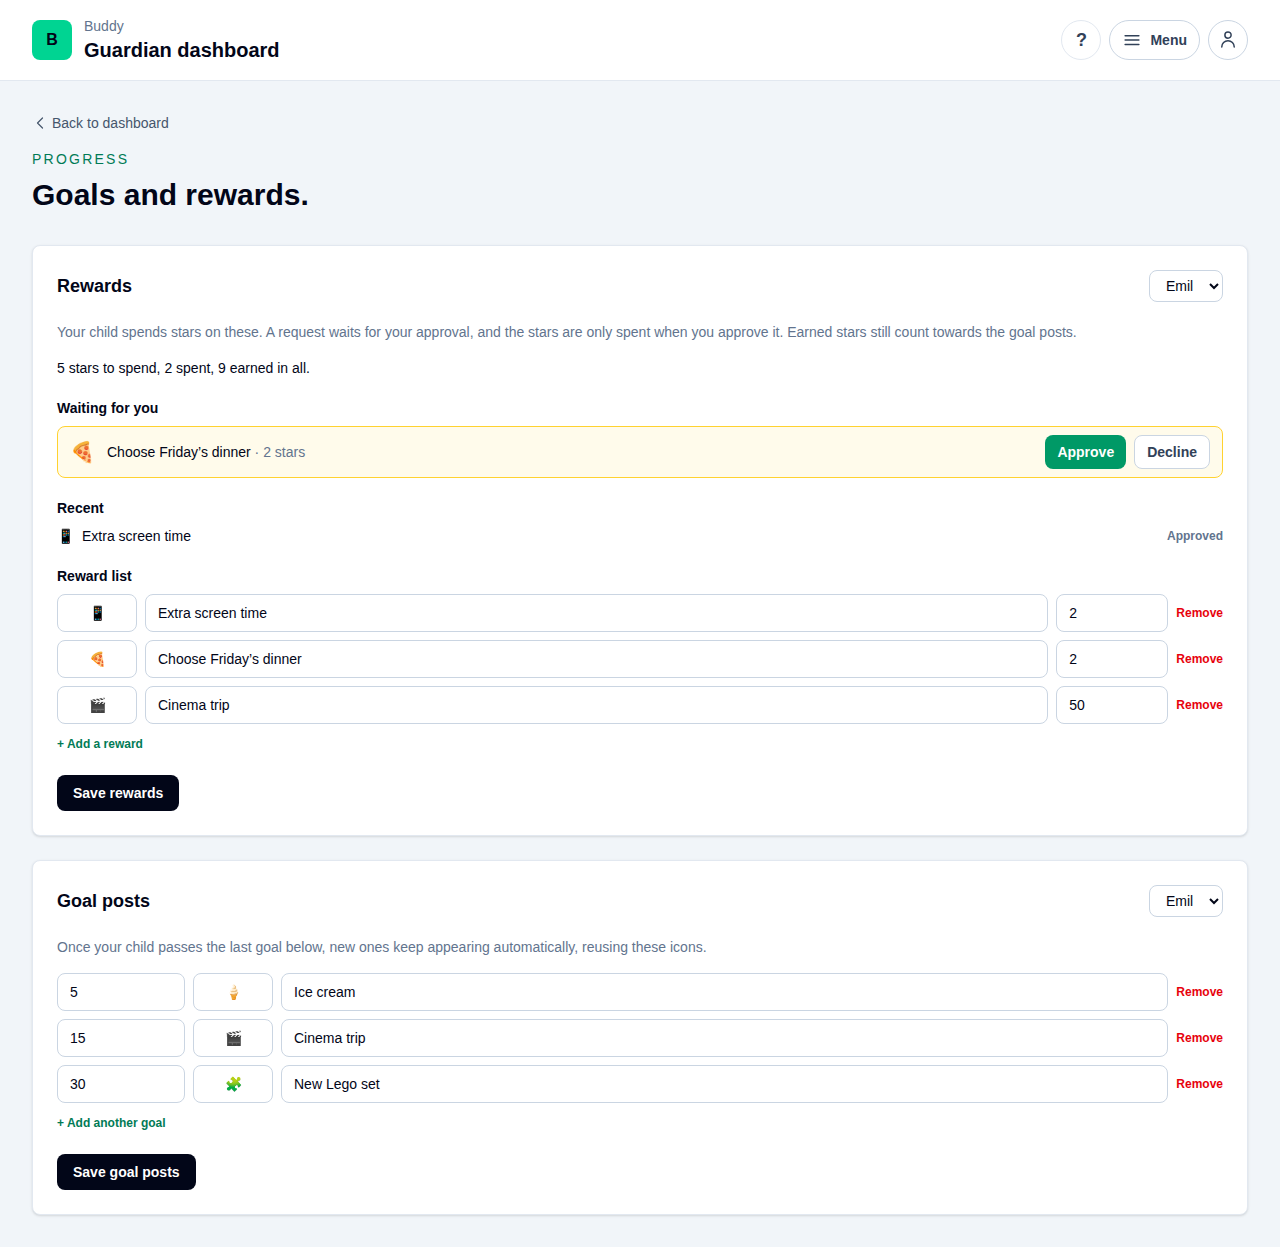 B
Buddy
Guardian dashboard
?
Menu
Back to dashboard
PROGRESS
Goals and rewards.
Rewards
Emil
Your child spends stars on these. A request waits for your approval, and the stars are only spent when you approve it. Earned stars still count towards the goal posts.
5 stars to spend, 2 spent, 9 earned in all.
Waiting for you
🍕 Choose Friday’s dinner · 2 stars
Approve
Decline
Recent
📱 Extra screen time
Approved
Reward list
📱 Extra screen time 2 Remove
🍕 Choose Friday’s dinner 2 Remove
🎬 Cinema trip 50 Remove
+ Add a reward
Save rewards
Goal posts
Emil
Once your child passes the last goal below, new ones keep appearing automatically, reusing these icons.
5 🍦 Ice cream Remove
15 🎬 Cinema trip Remove
30 🧩 New Lego set Remove
+ Add another goal
Save goal posts